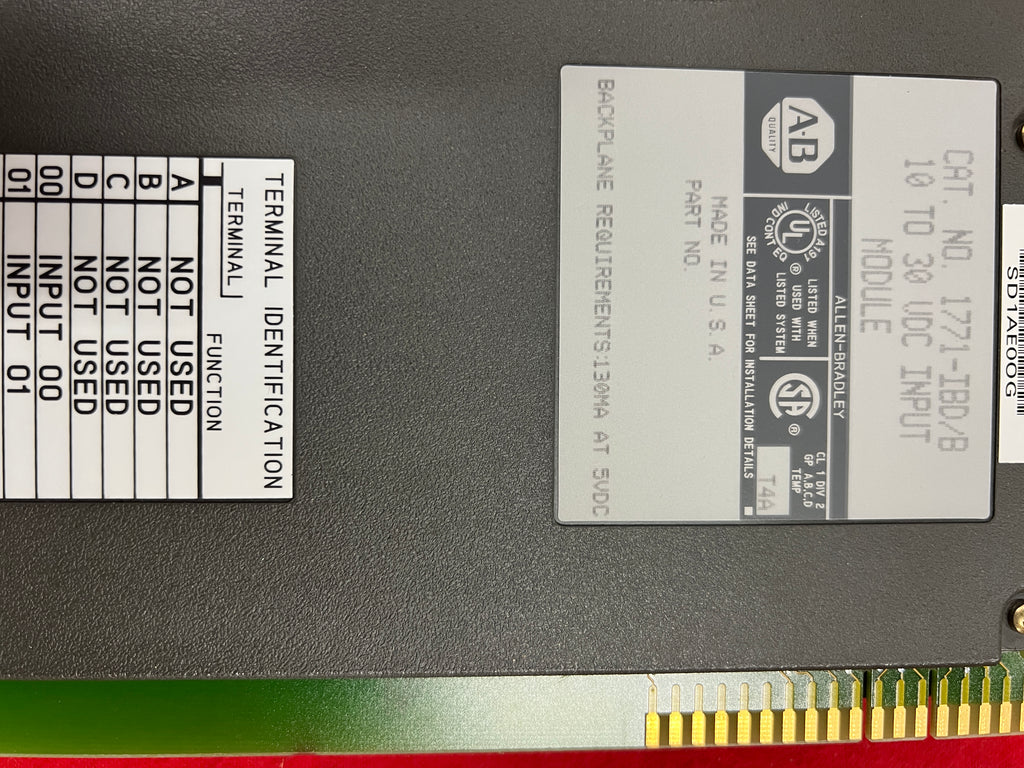 CAT. NO. 1771-IBD/B
10 TO 30 VDC INPUT
MODULE
ALLEN-BRADLEY
A-B
QUALITY
LISTED A196
UL
IND CONT EQ
®
LISTED WHEN
USED WITH
LISTED SYSTEM
SA ®
CL 1 DIV 2
GP A,B,C,D
TEMP
T4A
SEE DATA SHEET FOR INSTALLATION DETAILS
MADE IN U.S.A.
PART NO.
BACKPLANE REQUIREMENTS:130MA AT 5VDC
SD1AE00G
TERMINAL IDENTIFICATION
TERMINAL
FUNCTION
A NOT USED
B NOT USED
C NOT USED
D NOT USED
00 INPUT 00
01 INPUT 01